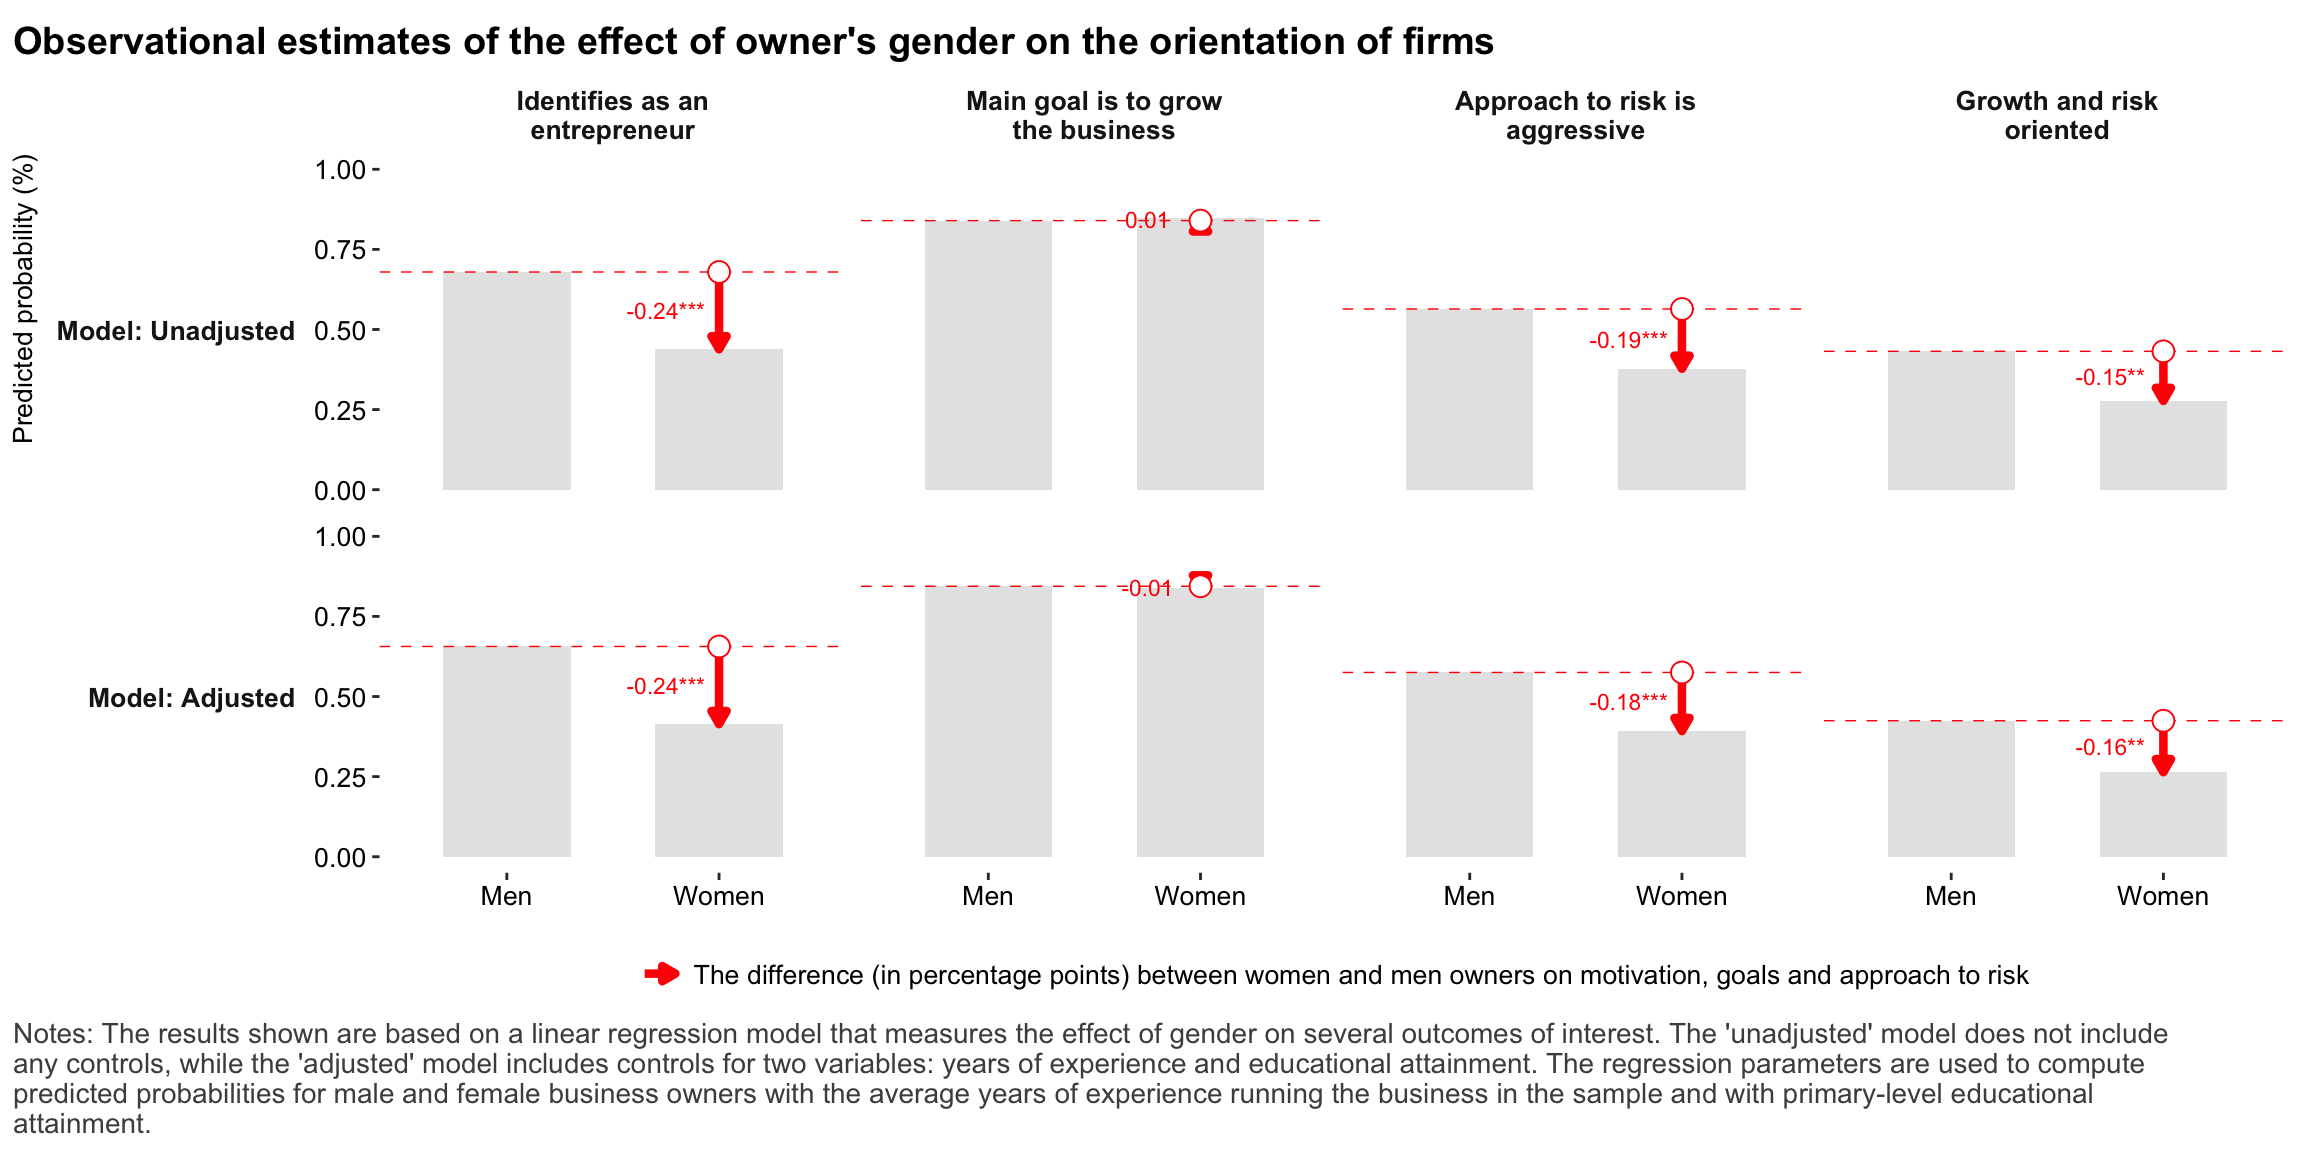 Observational estimates of the effect of owner's gender on the orientation of firms
Identifies as an
entrepreneur
Main goal is to grow
the business
Approach to risk is
aggressive
Growth and risk
oriented
Predicted probability (%)
Model: Unadjusted
1.00
0.75
0.50
0.25
0.00
-0.24***
0.01
-0.19***
-0.15**
Model: Adjusted
1.00
0.75
0.50
0.25
0.00
-0.24***
-0.01
-0.18***
-0.16**
Men
Women
Men
Women
Men
Women
Men
Women
The difference (in percentage points) between women and men owners on motivation, goals and approach to risk
Notes: The results shown are based on a linear regression model that measures the effect of gender on several outcomes of interest. The 'unadjusted' model does not include
any controls, while the 'adjusted' model includes controls for two variables: years of experience and educational attainment. The regression parameters are used to compute
predicted probabilities for male and female business owners with the average years of experience running the business in the sample and with primary-level educational
attainment.